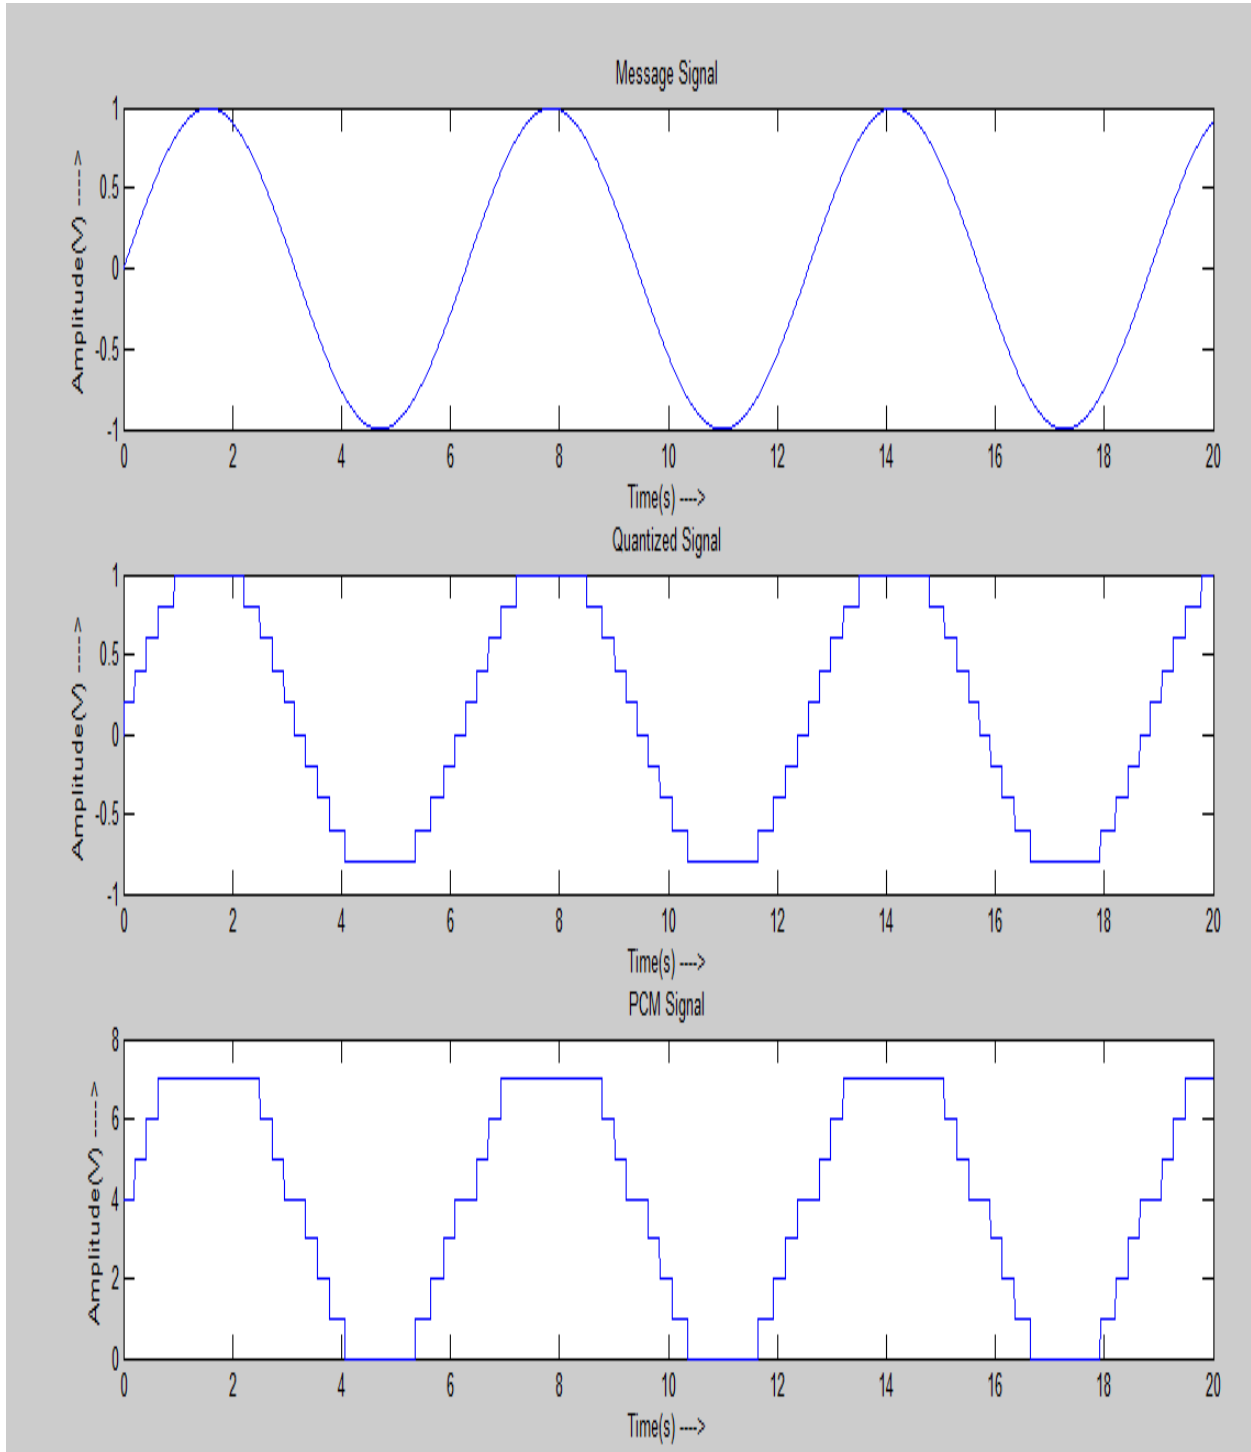 Message Signal
1
0.5
0
-0.5
-1
Amplitude(V) ----->
0 2 4 6 8 10 12 14 16 18 20
Time(s) ---->
Quantized Signal
1
0.5
0
-0.5
-1
Amplitude(V) ----->
0 2 4 6 8 10 12 14 16 18 20
Time(s) ---->
PCM Signal
8
6
4
2
0
Amplitude(V) ----->
0 2 4 6 8 10 12 14 16 18 20
Time(s) ---->